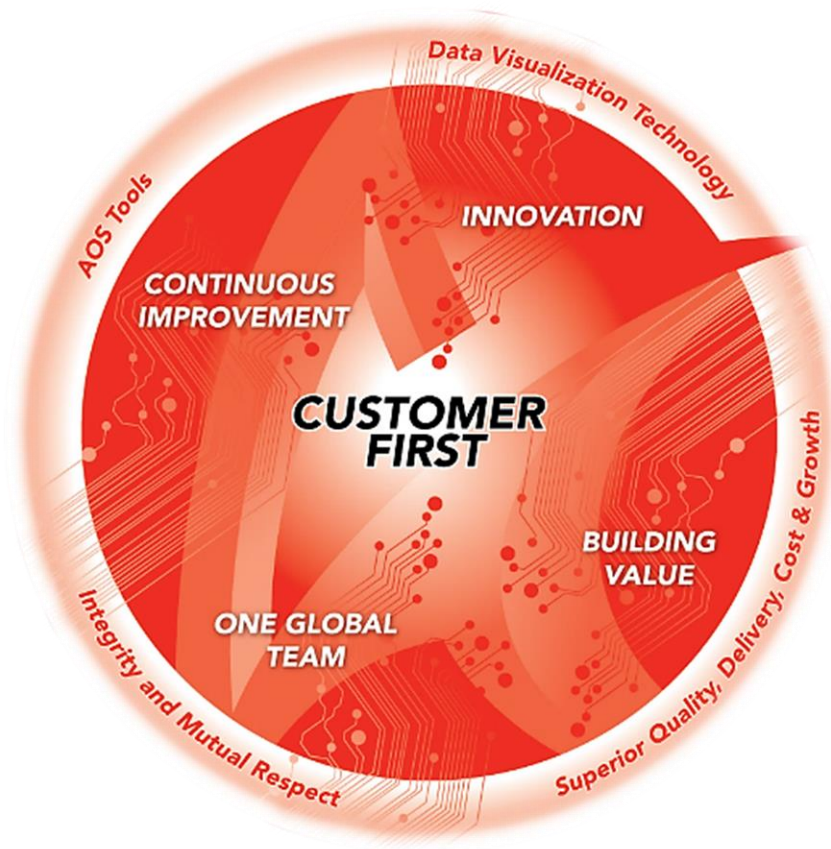 Data Visualization Technology
AOS Tools
INNOVATION
CONTINUOUS
IMPROVEMENT
CUSTOMER
FIRST
BUILDING
VALUE
ONE GLOBAL
TEAM
Integrity and Mutual Respect
Superior Quality, Delivery, Cost & Growth